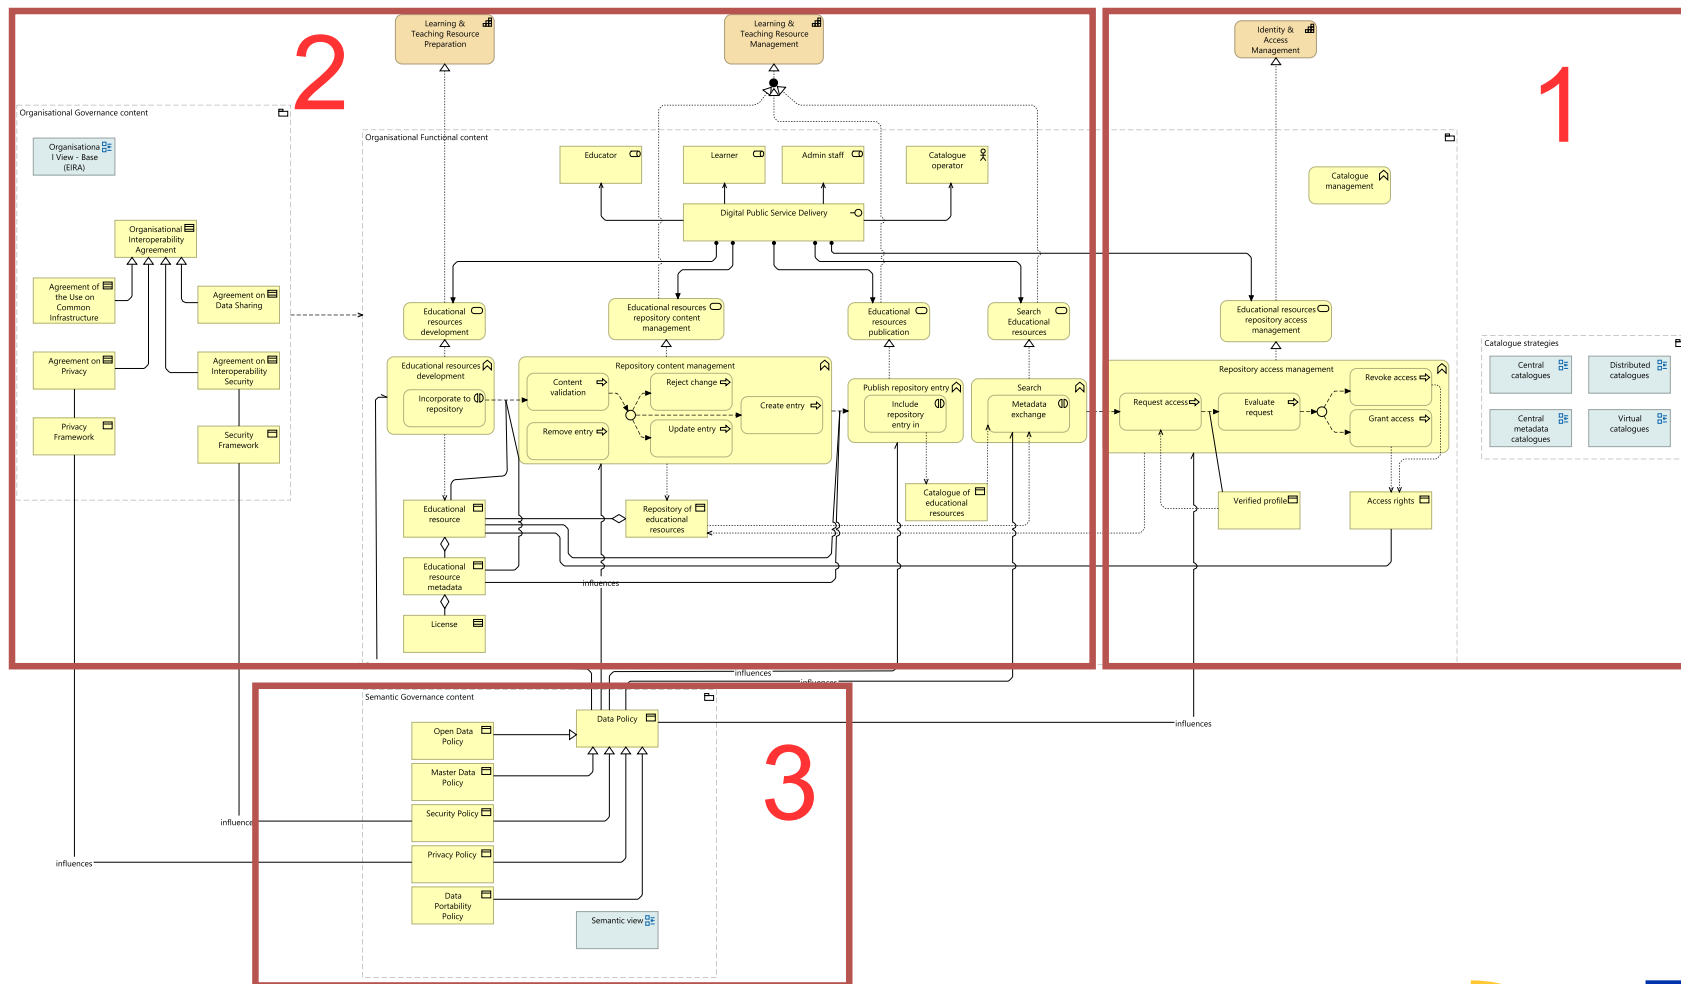 Learning &
Teaching Resource
Preparation
Learning &
Teaching Resource
Management
Identity &
Access
Management
2
1
Organisational Governance content
Organisationa
l View - Base
(EIRA)
Organisational
Interoperability
Agreement
Agreement of
the Use on
Common
Infrastructure
Agreement on
Data Sharing
Agreement on
Privacy
Agreement on
Interoperability
Security
Privacy
Framework
Security
Framework
Organisational Functional content
Educator
Learner
Admin staff
Catalogue
operator
Catalogue
management
Digital Public Service Delivery
Educational
resources
development
Educational resources
repository content
management
Educational
resources
publication
Search
Educational
resources
Educational resources
repository access
management
Educational resources
development
Incorporate to
repository
Repository content management
Content
validation
Reject change
Create entry
Remove entry
Update entry
Publish repository entry
Include
repository
entry in
Search
Metadata
exchange
Repository access management
Request access
Evaluate
request
Revoke access
Grant access
Catalogue strategies
Central
catalogues
Distributed
catalogues
Central
metadata
catalogues
Virtual
catalogues
Educational
resource
Repository of
educational
resources
Catalogue of
educational
resources
Verified profile
Access rights
Educational
resource
metadata
influences
License
influences
influences
Semantic Governance content
Data Policy
influences
Open Data
Policy
Master Data
Policy
3
Security Policy
influence
Privacy Policy
influences
Data
Portability
Policy
Semantic view